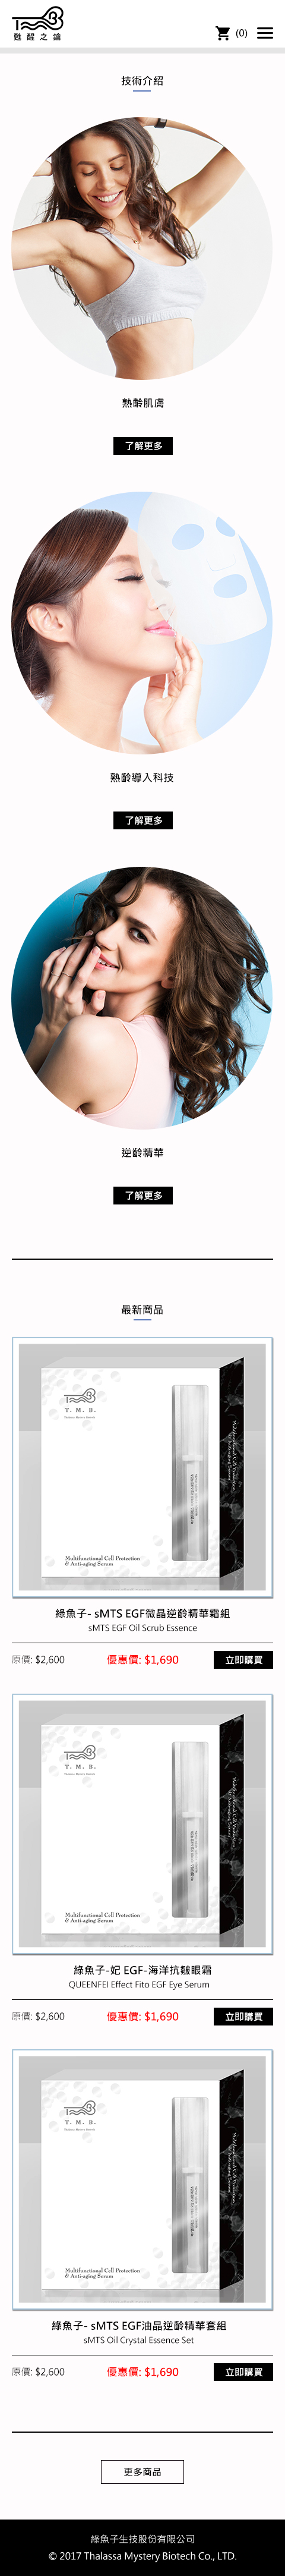 甦醒之鑰
(0)
技術介紹
熟齡肌膚
了解更多
熟齡導入科技
了解更多
逆齡精華
了解更多
最新商品
T. M. B.
Multifunctional Cell Protection
& Anti-aging Serum
綠魚子- sMTS EGF微晶逆齡精華霜組
sMTS EGF Oil Scrub Essence
原價: $2,600
優惠價: $1,690
立即購買
T. M. B.
Multifunctional Cell Protection
& Anti-aging Serum
綠魚子-妃 EGF-海洋抗皺眼霜
QUEENFEI Effect Fito EGF Eye Serum
原價: $2,600
優惠價: $1,690
立即購買
T. M. B.
Multifunctional Cell Protection
& Anti-aging Serum
綠魚子- sMTS EGF油晶逆齡精華套組
sMTS Oil Crystal Essence Set
原價: $2,600
優惠價: $1,690
立即購買
更多商品
綠魚子生技股份有限公司
© 2017 Thalassa Mystery Biotech Co., LTD.